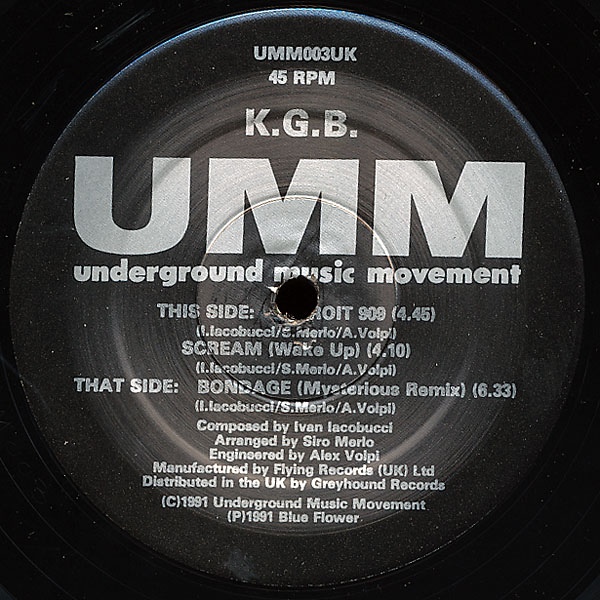 UMM003UK
45 RPM
K.G.B.
UMM
underground music movement
THIS SIDE: ROIT 909 (4.45)
(I.Iacobucci/S.Merlo/A.Volpi)
SCREAM (Wake Up) (4.10)
(I.Iacobucci/S.Merlo/A.Volpi)
THAT SIDE: BONDAGE (Mysterious Remix) (6.33)
(I.Iacobucci/S.Merlo/A.Volpi)
Composed by Ivan Iacobucci
Arranged by Siro Merlo
Engineered by Alex Volpi
Manufactured by Flying Records (UK) Ltd
Distributed in the UK by Greyhound Records
(C)1991 Underground Music Movement
(P)1991 Blue Flower